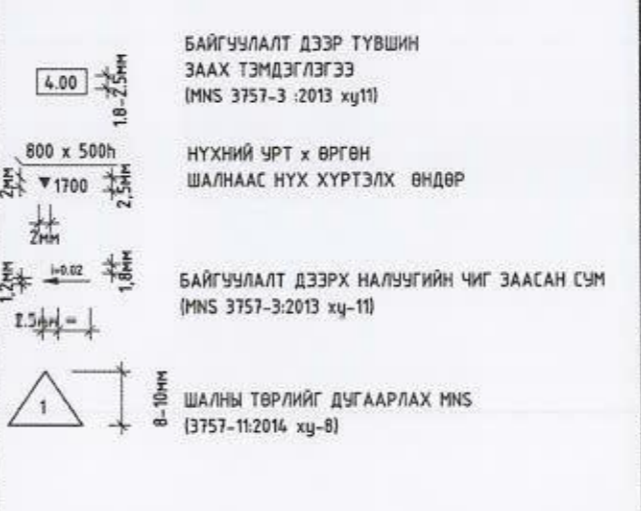 БАЙГУУЛАЛТ ДЭЭР ТҮВШИН
ЗААХ ТЭМДЭГЛЭГЭЭ
(MNS 3757-3 :2013 ху11)
4.00
1.8-2.5мм
800 x 500h
▼1700
2мм
2,5мм
2мм
НҮХНИЙ УРТ х ӨРГӨН
ШАЛНААС НҮХ ХҮРТЭЛХ ӨНДӨР
i=0.02
1,2мм
1,8мм
БАЙГУУЛАЛТ ДЭЭРХ НАЛУУГИЙН ЧИГ ЗААСАН СУМ
(MNS 3757-3:2013 ху-11)
1
8-10мм
ШАЛНЫ ТӨРЛИЙГ ДУГААРЛАХ MNS
(3757-11:2014 ху-8)